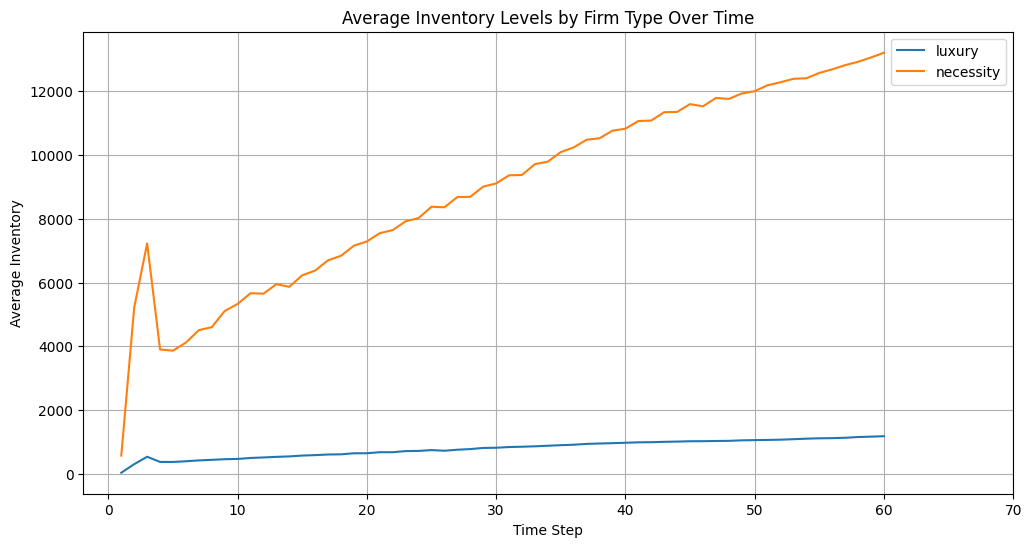 Average Inventory Levels by Firm Type Over Time
luxury
necessity
Average Inventory
12000
10000
8000
6000
4000
2000
0
0 10 20 30 40 50 60 70
Time Step